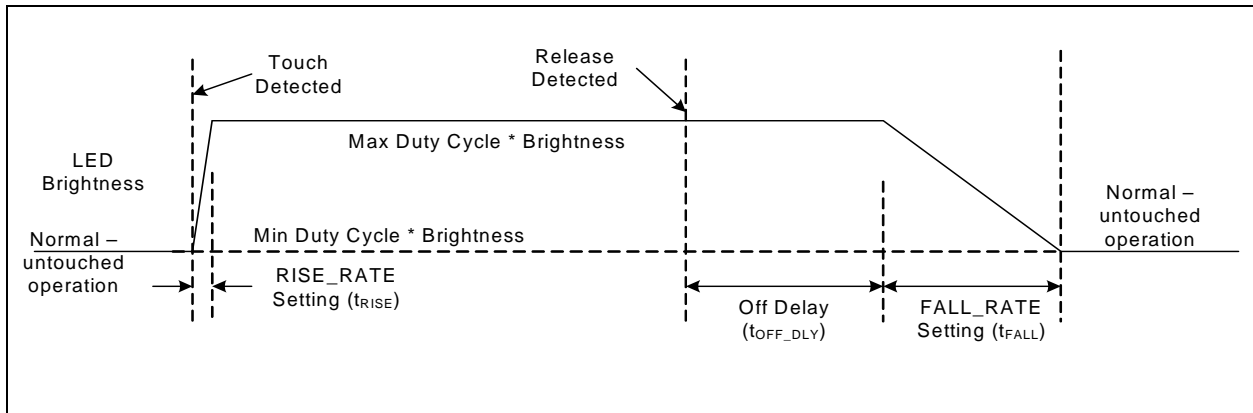 Touch
Detected
Release
Detected
Max Duty Cycle * Brightness
LED
Brightness
Normal –
untouched
operation
Min Duty Cycle * Brightness
Normal –
untouched
operation
RISE_RATE
Setting (tRISE)
Off Delay
(tOFF_DLY)
FALL_RATE
Setting (tFALL)